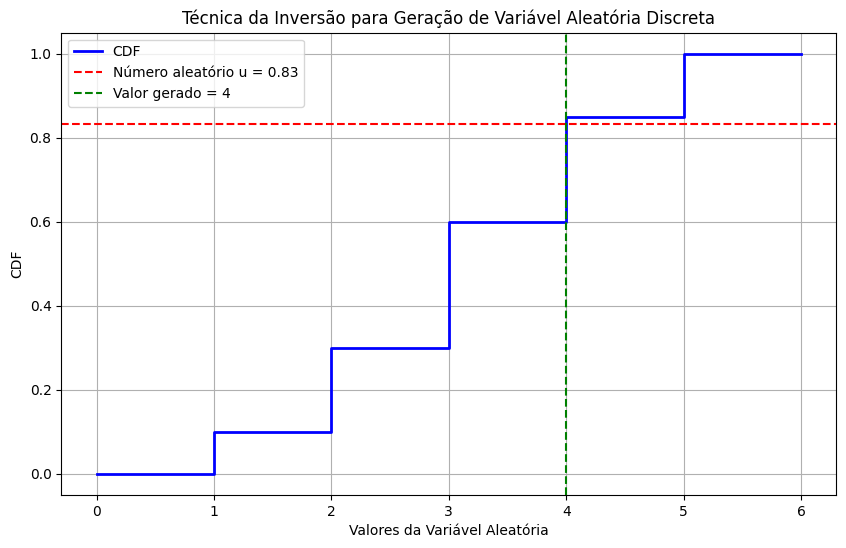 Técnica da Inversão para Geração de Variável Aleatória Discreta
CDF
Número aleatório u = 0.83
Valor gerado = 4
1.0
0.8
0.6
0.4
0.2
0.0
CDF
0 1 2 3 4 5 6
Valores da Variável Aleatória